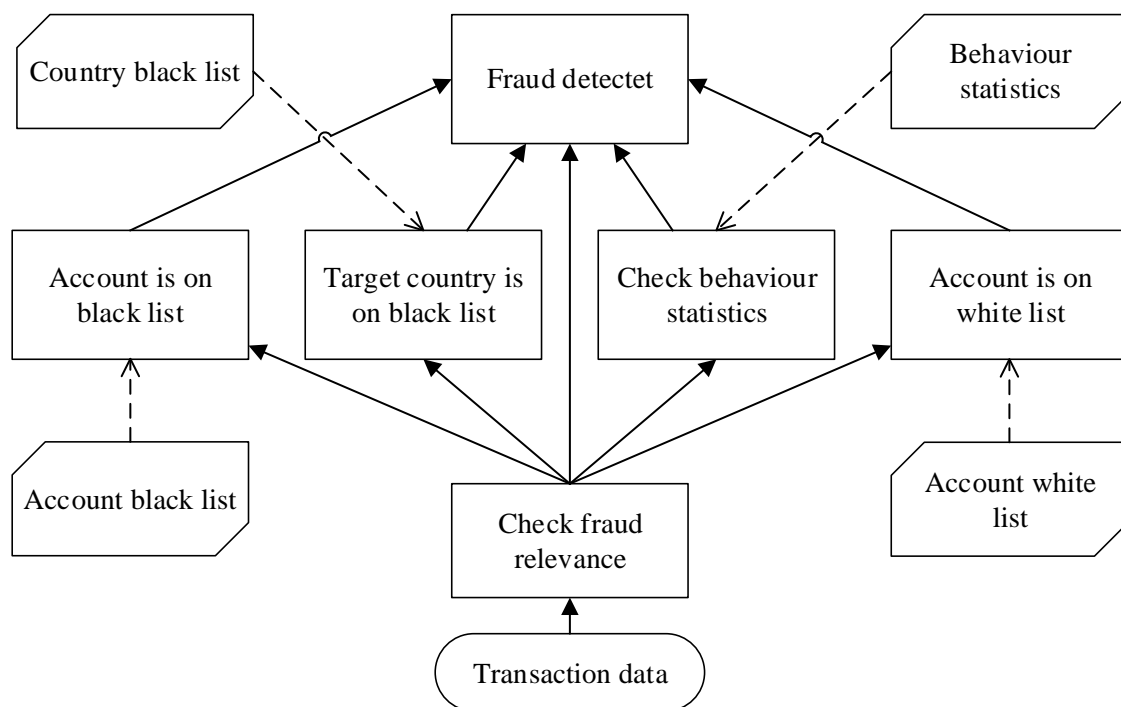 Country black list
Fraud detectet
Behaviour
statistics
Account is on
black list
Target country is
on black list
Check behaviour
statistics
Account is on
white list
Account black list
Check fraud
relevance
Account white
list
Transaction data